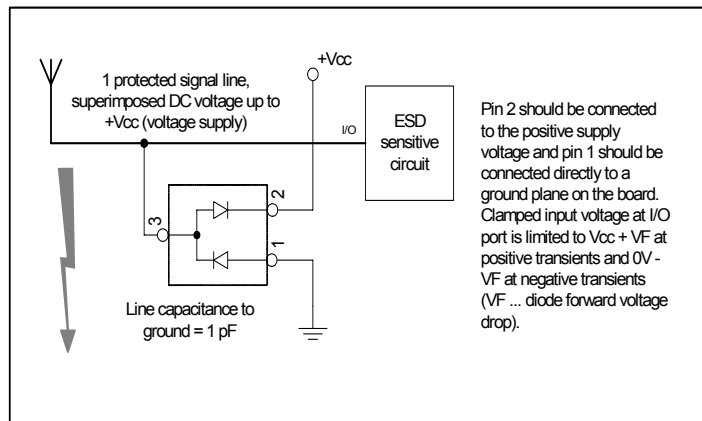 +Vcc
1 protected signal line,
superimposed DC voltage up to
+Vcc (voltage supply)
I/O
ESD
sensitive
circuit
3
2
1
Line capacitance to
ground = 1 pF
Pin 2 should be connected
to the positive supply
voltage and pin 1 should be
connected directly to a
ground plane on the board.
Clamped input voltage at I/O
port is limited to Vcc + VF at
positive transients and 0V -
VF at negative transients
(VF ... diode forward voltage
drop).